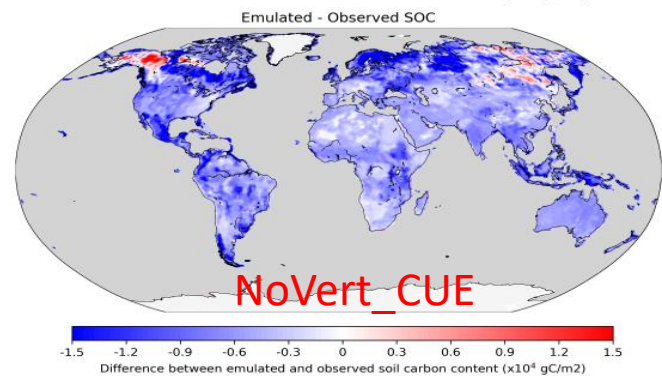 Emulated - Observed SOC
NoVert_CUE
-1.5 -1.2 -0.9 -0.6 -0.3 0 0.3 0.6 0.9 1.2 1.5
Difference between emulated and observed soil carbon content (x10⁴ gC/m2)